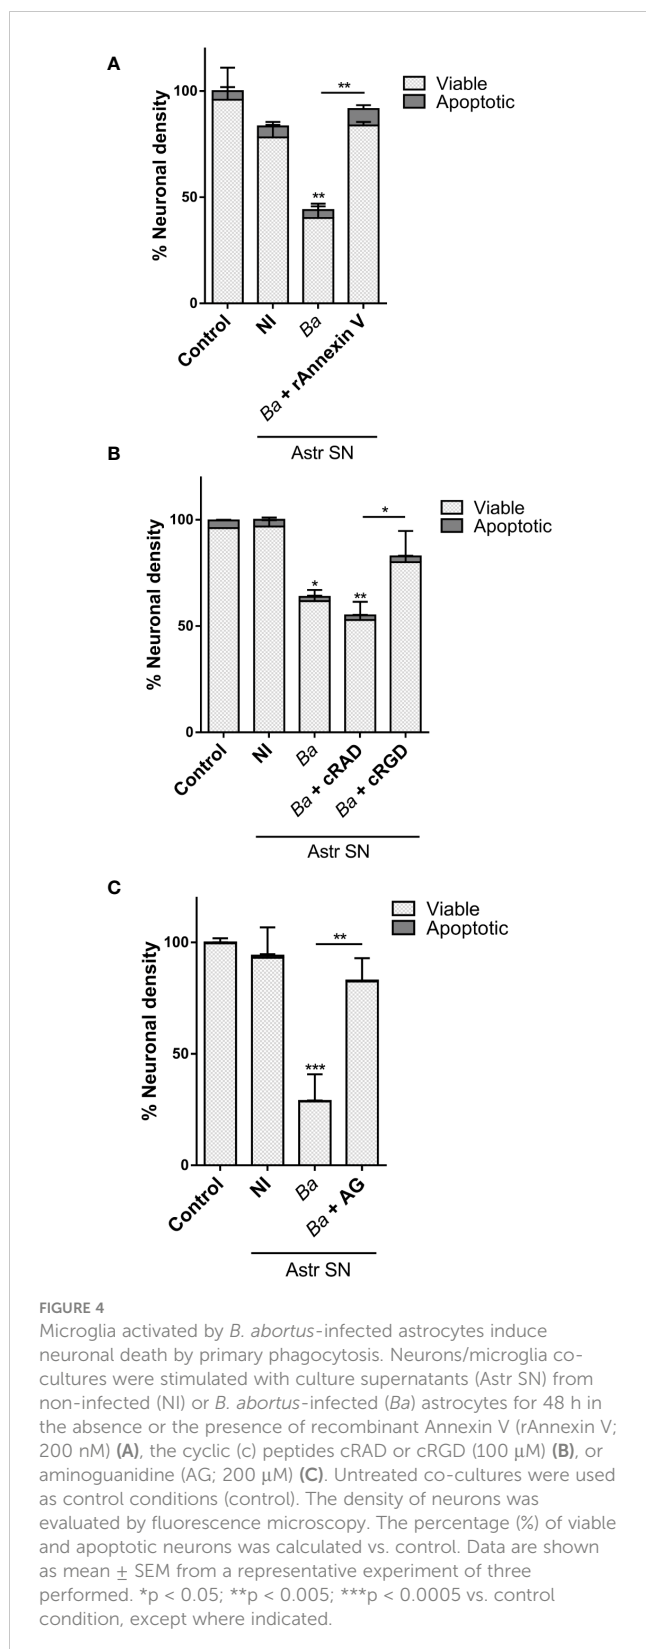 A
**
Viable
Apoptotic
% Neuronal density
100
50
0
**
Control
NI
Ba
Ba + rAnnexin V
Astr SN
B
*
Viable
Apoptotic
% Neuronal density
100
50
0
*
**
Control
NI
Ba
Ba + cRAD
Ba + cRGD
Astr SN
C
**
Viable
Apoptotic
% Neuronal density
100
50
0
***
Control
NI
Ba
Ba + AG
Astr SN
FIGURE 4
Microglia activated by B. abortus-infected astrocytes induce
neuronal death by primary phagocytosis. Neurons/microglia co-
cultures were stimulated with culture supernatants (Astr SN) from
non-infected (NI) or B. abortus-infected (Ba) astrocytes for 48 h in
the absence or the presence of recombinant Annexin V (rAnnexin V;
200 nM) (A), the cyclic (c) peptides cRAD or cRGD (100 μM) (B), or
aminoguanidine (AG; 200 μM) (C). Untreated co-cultures were used
as control conditions (control). The density of neurons was
evaluated by fluorescence microscopy. The percentage (%) of viable
and apoptotic neurons was calculated vs. control. Data are shown
as mean ± SEM from a representative experiment of three
performed. *p < 0.05; **p < 0.005; ***p < 0.0005 vs. control
condition, except where indicated.